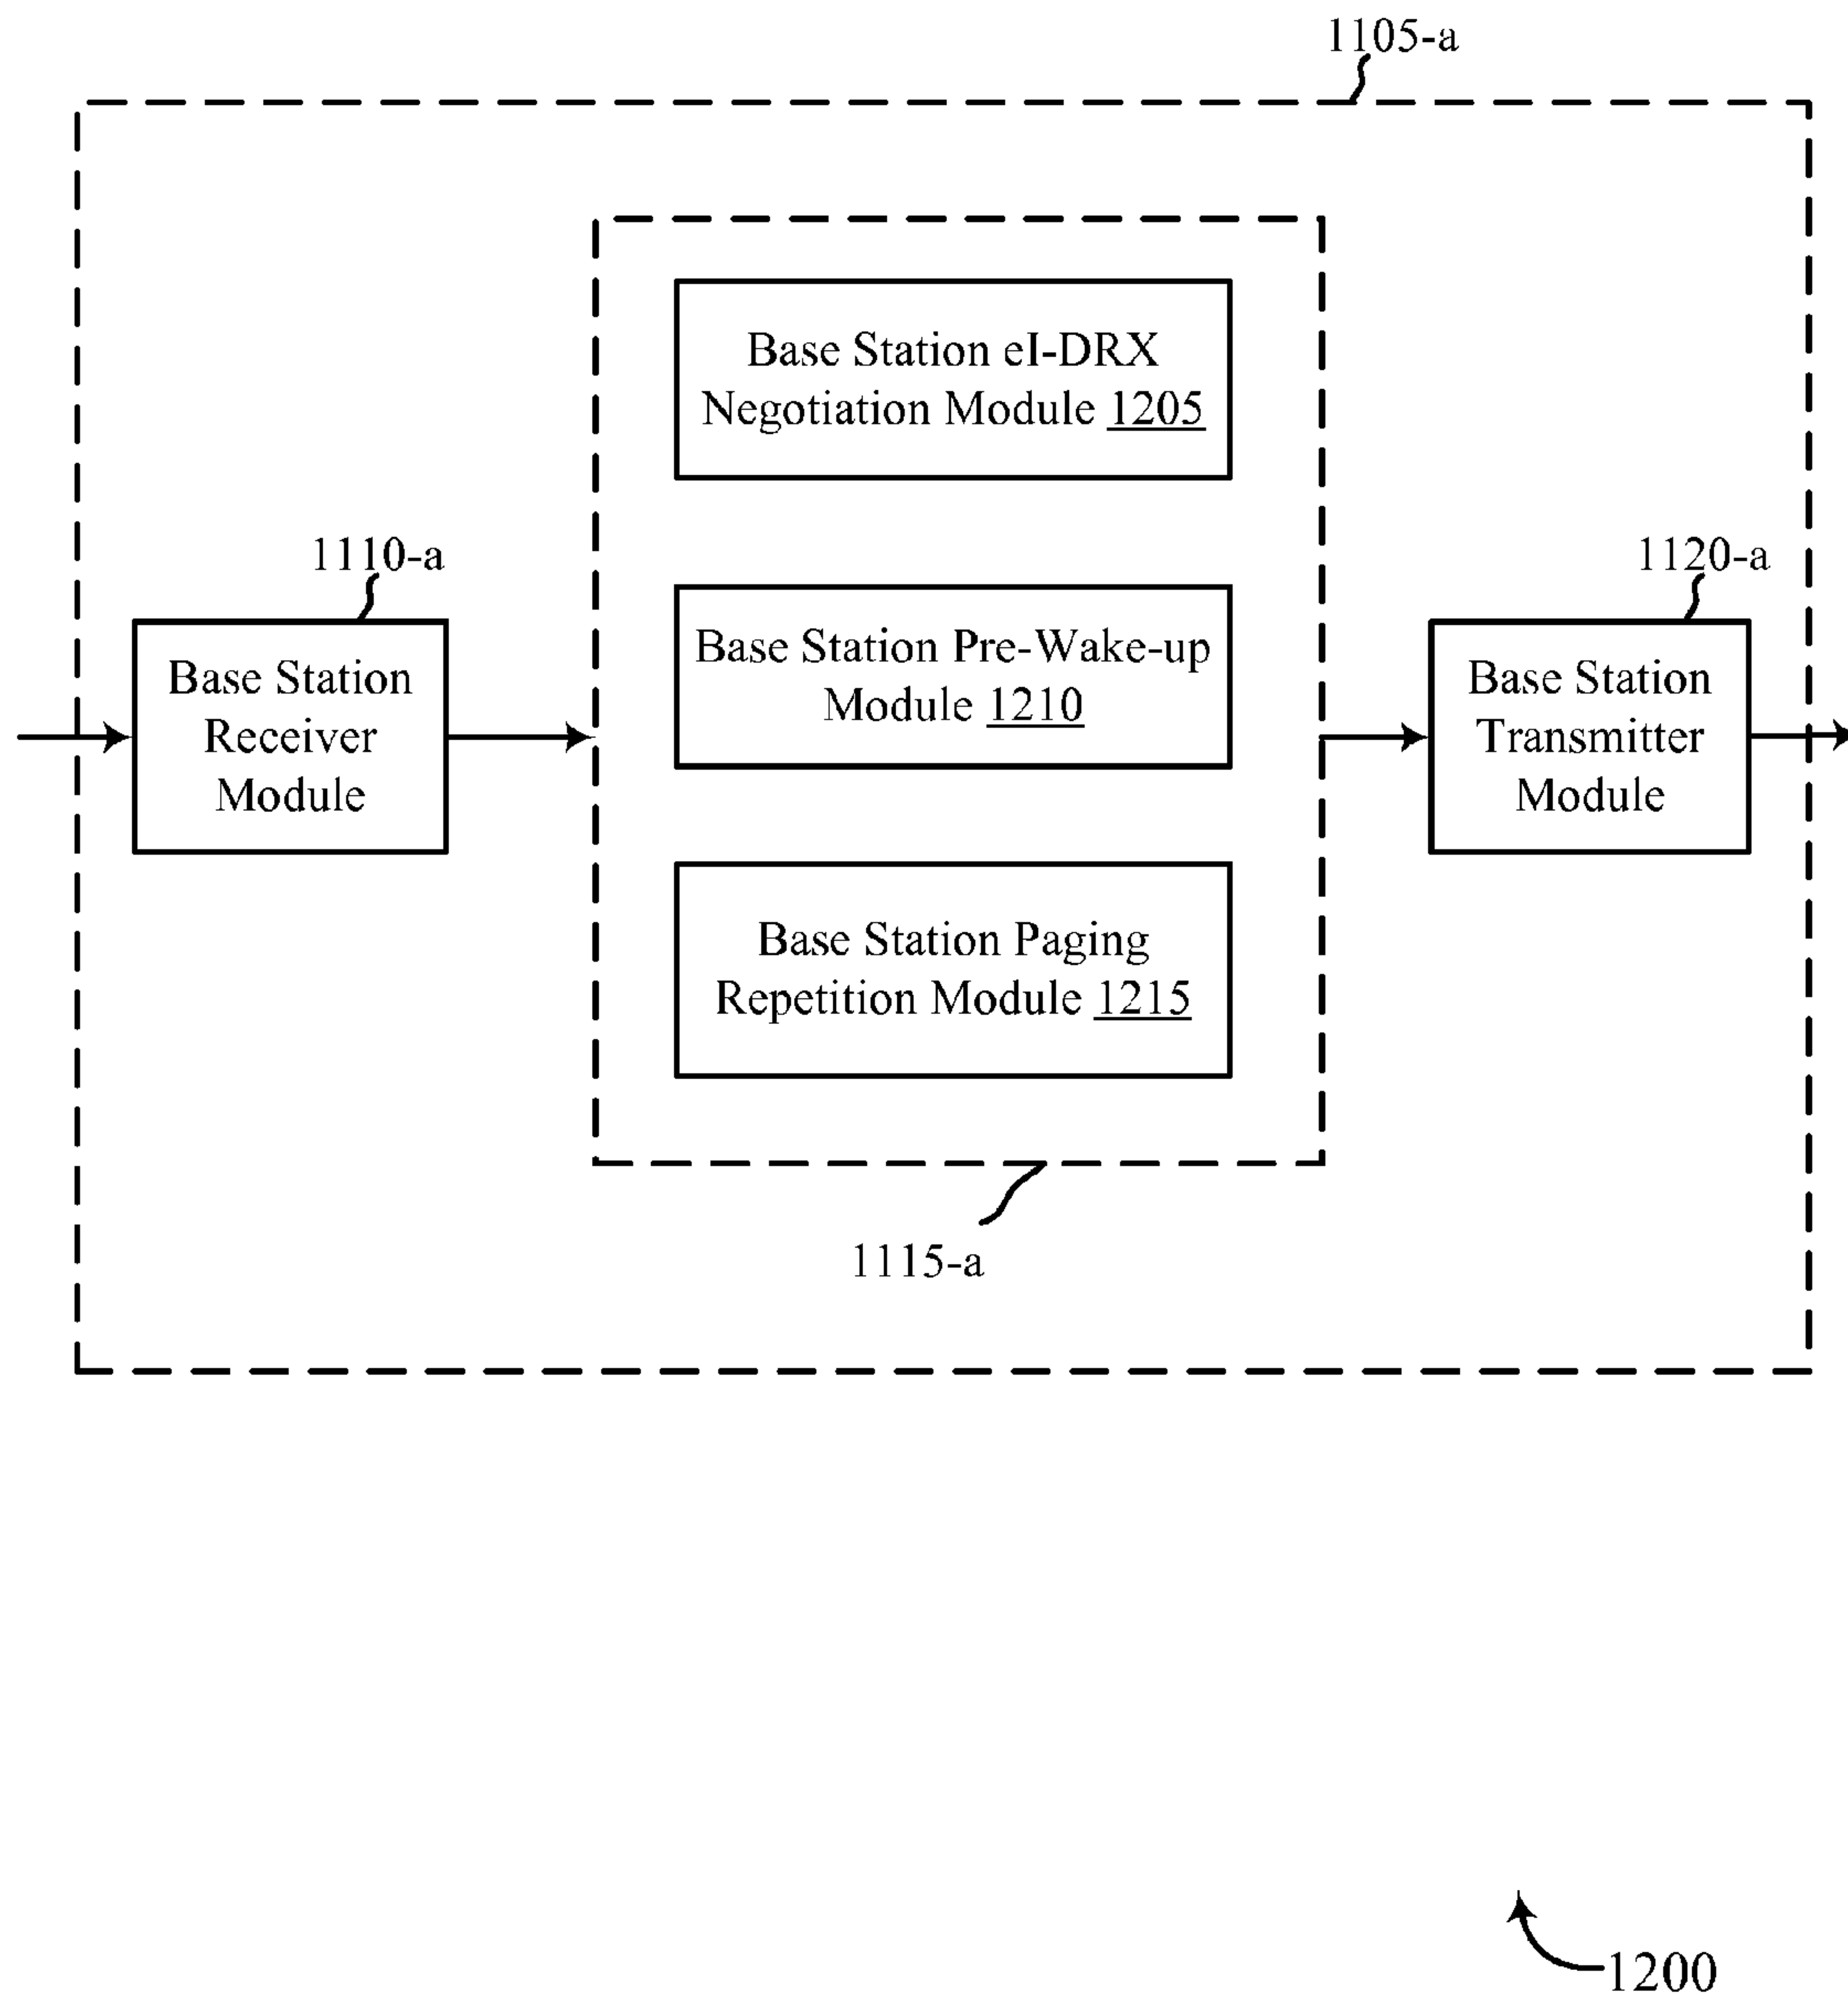 1105-a
Base Station eI-DRX
Negotiation Module 1205
1110-a
Base Station
Receiver
Module
Base Station Pre-Wake-up
Module 1210
1120-a
Base Station
Transmitter
Module
Base Station Paging
Repetition Module 1215
1115-a
1200